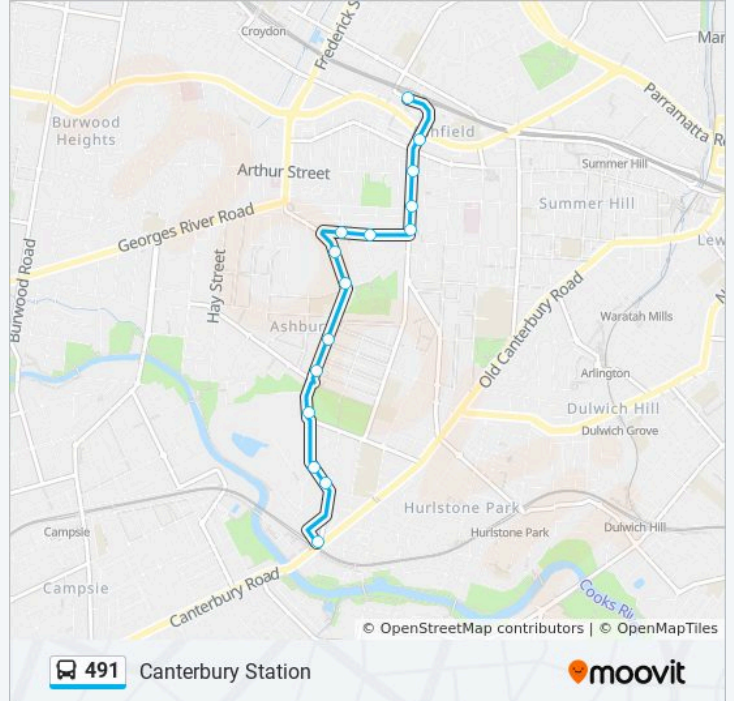 Croydon
Frederick S
Mar
Burwood
Heights
Parramatta R
hfield
Arthur Street
Summer Hill
Summer Hill
Georges River Road
Lew
Burwood Road
Hay Street
N
Waratah Mills
Ashbur
Old Canterbury Road
Arlington
Dulwich Hill
Dulwich Grove
Hurlstone Park
Campsie
Hurlstone Park
Dulwich Hill
Campsie
Canterbury Road
Cooks Ri
© OpenStreetMap contributors | © OpenMapTiles
491 Canterbury Station
moovit